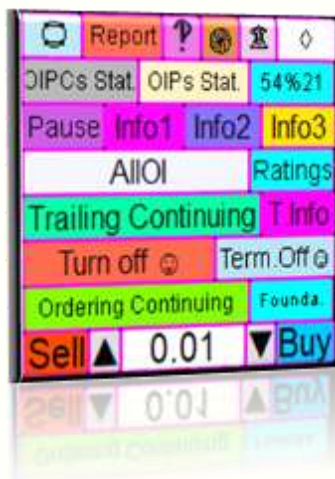 Report ?
OIPCs Stat. OIPs Stat. 54%21
Pause Info1 Info2 Info3
AllOI Ratings
Trailing Continuing T Info
Turn off ☺ Term.Off☺
Ordering Continuing Founda..
Sell ▲ 0.01 ▼ Buy